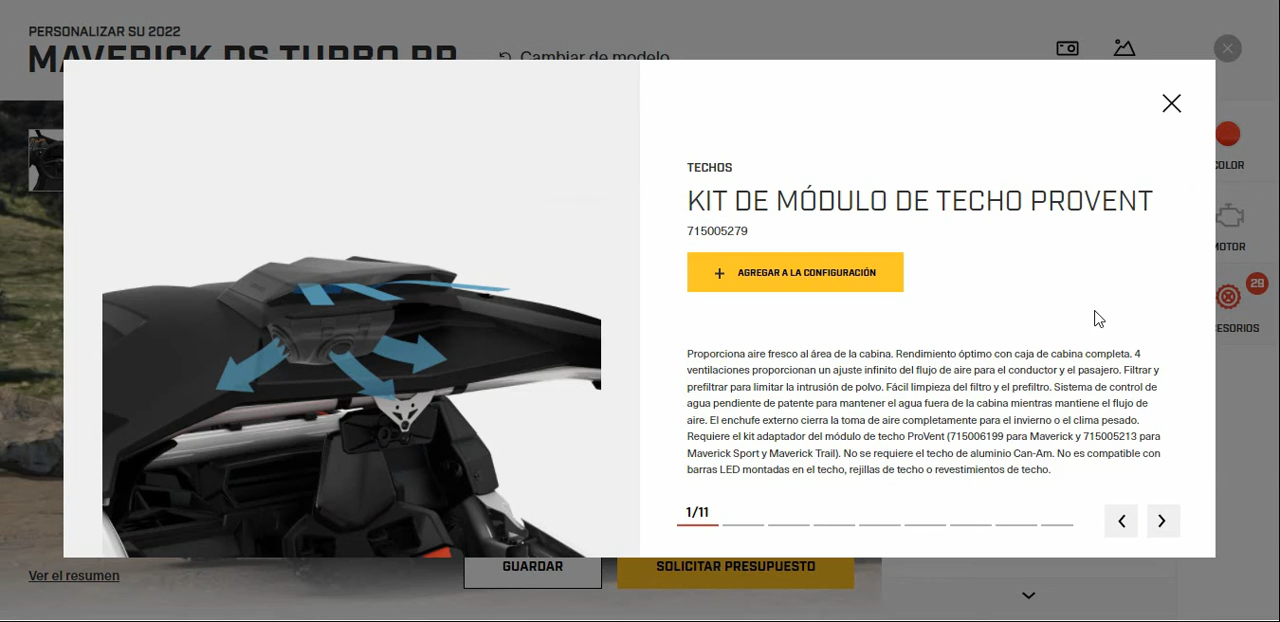 PERSONALIZAR SU 2022
MAVERICK DS TURBO RR
Cambiar de modelo
TECHOS
KIT DE MÓDULO DE TECHO PROVENT
715005279
+ AGREGAR A LA CONFIGURACIÓN
Proporciona aire fresco al área de la cabina. Rendimiento óptimo con caja de cabina completa. 4
ventilaciones proporcionan un ajuste infinito del flujo de aire para el conductor y el pasajero. Filtrar y
prefiltrar para limitar la intrusión de polvo. Fácil limpieza del filtro y el prefiltro. Sistema de control de
agua pendiente de patente para mantener el agua fuera de la cabina mientras mantiene el flujo de
aire. El enchufe externo cierra la toma de aire completamente para el invierno o el clima pesado.
Requiere el kit adaptador del módulo de techo ProVent (715006199 para Maverick y 715005213 para
Maverick Sport y Maverick Trail). No se requiere el techo de aluminio Can-Am. No es compatible con
barras LED montadas en el techo, rejillas de techo o revestimientos de techo.
1/11
COLOR
MOTOR
28
ESORIOS
Ver el resumen
GUARDAR
SOLICITAR PRESUPUESTO